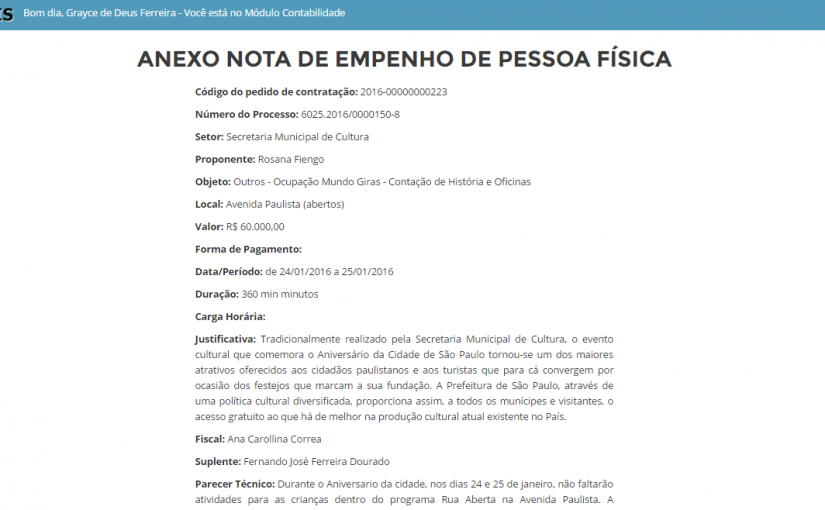 Bom dia, Grayce de Deus Ferreira - Você está no Módulo Contabilidade
ANEXO NOTA DE EMPENHO DE PESSOA FÍSICA
Código do pedido de contratação: 2016-00000000223
Número do Processo: 6025.2016/0000150-8
Setor: Secretaria Municipal de Cultura
Proponente: Rosana Fiengo
Objeto: Outros - Ocupação Mundo Giras - Contação de História e Oficinas
Local: Avenida Paulista (abertos)
Valor: R$ 60.000,00
Forma de Pagamento:
Data/Período: de 24/01/2016 a 25/01/2016
Duração: 360 min minutos
Carga Horária:
Justificativa: Tradicionalmente realizado pela Secretaria Municipal de Cultura, o evento
cultural que comemora o Aniversário da Cidade de São Paulo tornou-se um dos maiores
atrativos oferecidos aos cidadãos paulistanos e aos turistas que para cá convergem por
ocasião dos festejos que marcam a sua fundação. A Prefeitura de São Paulo, através de
uma política cultural diversificada, proporciona assim, a todos os munícipes e visitantes, o
acesso gratuito ao que há de melhor na produção cultural atual existente no País.
Fiscal: Ana Carollina Correa
Suplente: Fernando José Ferreira Dourado
Parecer Técnico: Durante o Aniversario da cidade, nos dias 24 e 25 de janeiro, não faltarão
atividades para as crianças dentro do programa Rua Aberta na Avenida Paulista. A